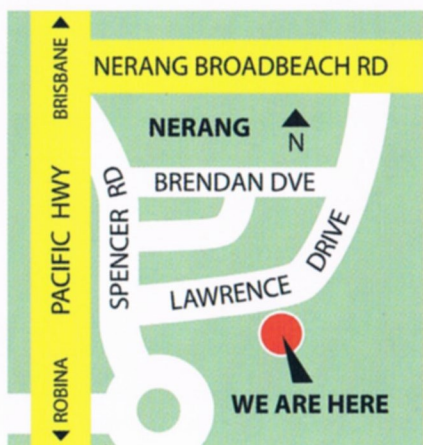 BRISBANE
NERANG BROADBEACH RD
NERANG
N
BRENDAN DVE
PACIFIC HWY
SPENCER RD
LAWRENCE DRIVE
ROBINA
WE ARE HERE